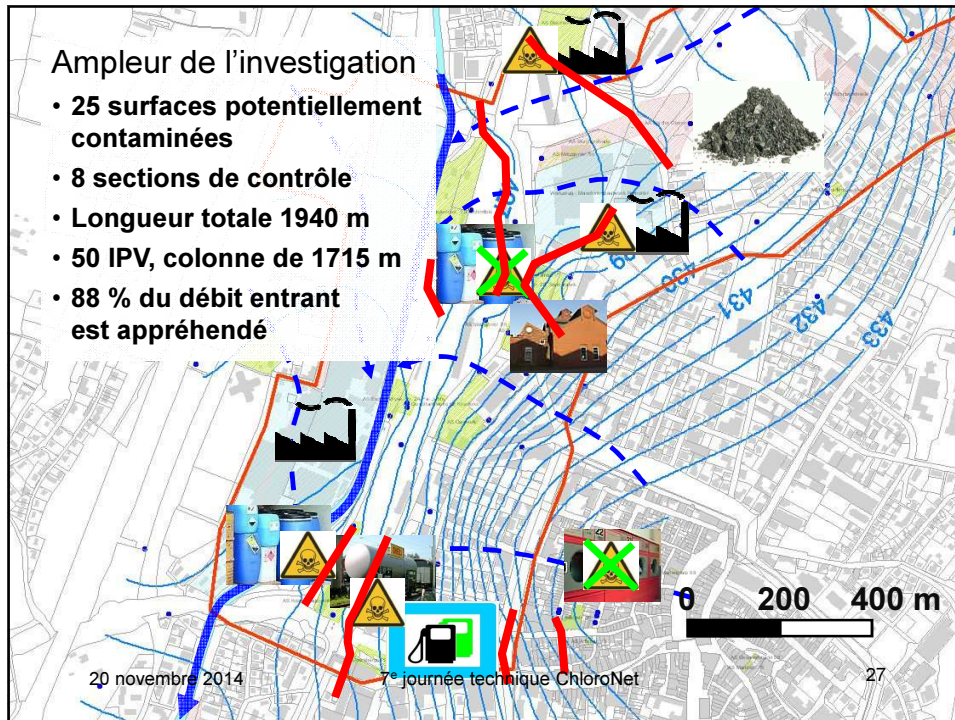 Ampleur de l’investigation
• 25 surfaces potentiellement
contaminées
• 8 sections de contrôle
• Longueur totale 1940 m
• 50 IPV, colonne de 1715 m
• 88 % du débit entrant
est appréhendé
430
431
432
433
0 200 400 m
20 novembre 2014
7e journée technique ChloroNet
27